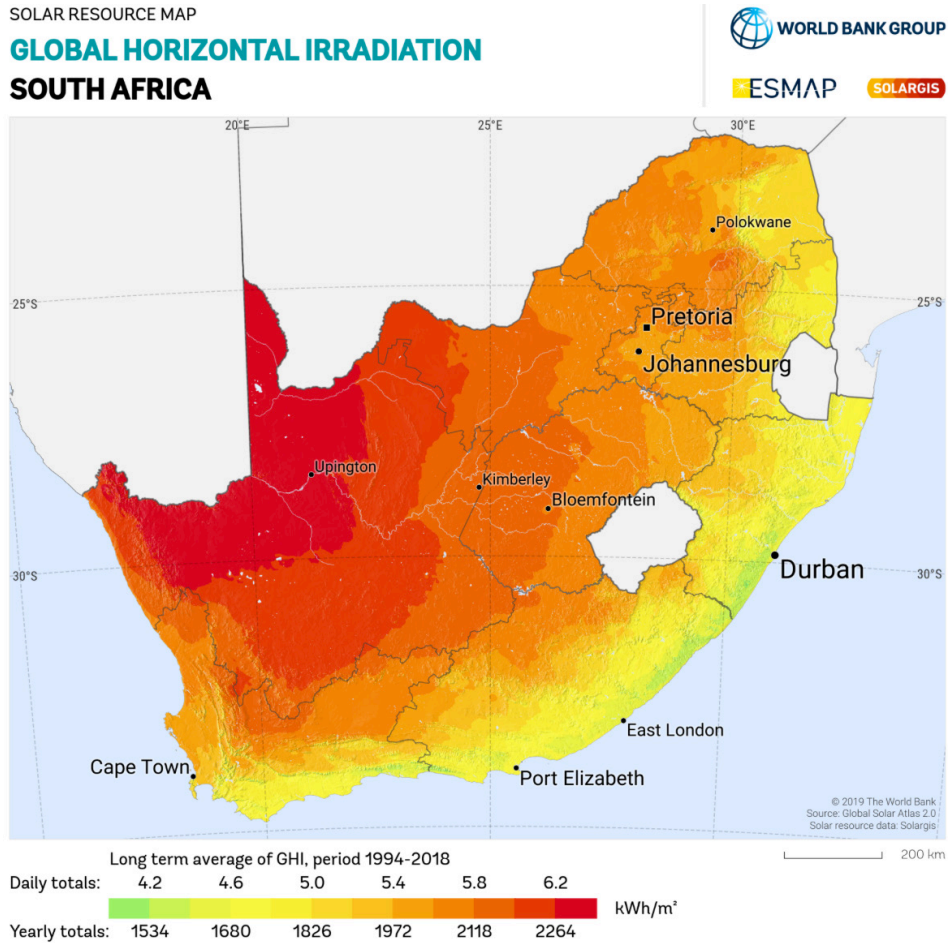 SOLAR RESOURCE MAP
GLOBAL HORIZONTAL IRRADIATION
SOUTH AFRICA
WORLD BANK GROUP
ESMAP
SOLARGIS
20°E
25°E
30°E
Polokwane
25°S
25°S
Pretoria
Johannesburg
Upington
Kimberley
Bloemfontein
Durban
30°S
30°S
East London
Cape Town
Port Elizabeth
© 2019 The World Bank
Source: Global Solar Atlas 2.0
Solar resource data: Solargis
200 km
Long term average of GHI, period 1994-2018
Daily totals: 4.2 4.6 5.0 5.4 5.8 6.2
kWh/m²
Yearly totals: 1534 1680 1826 1972 2118 2264